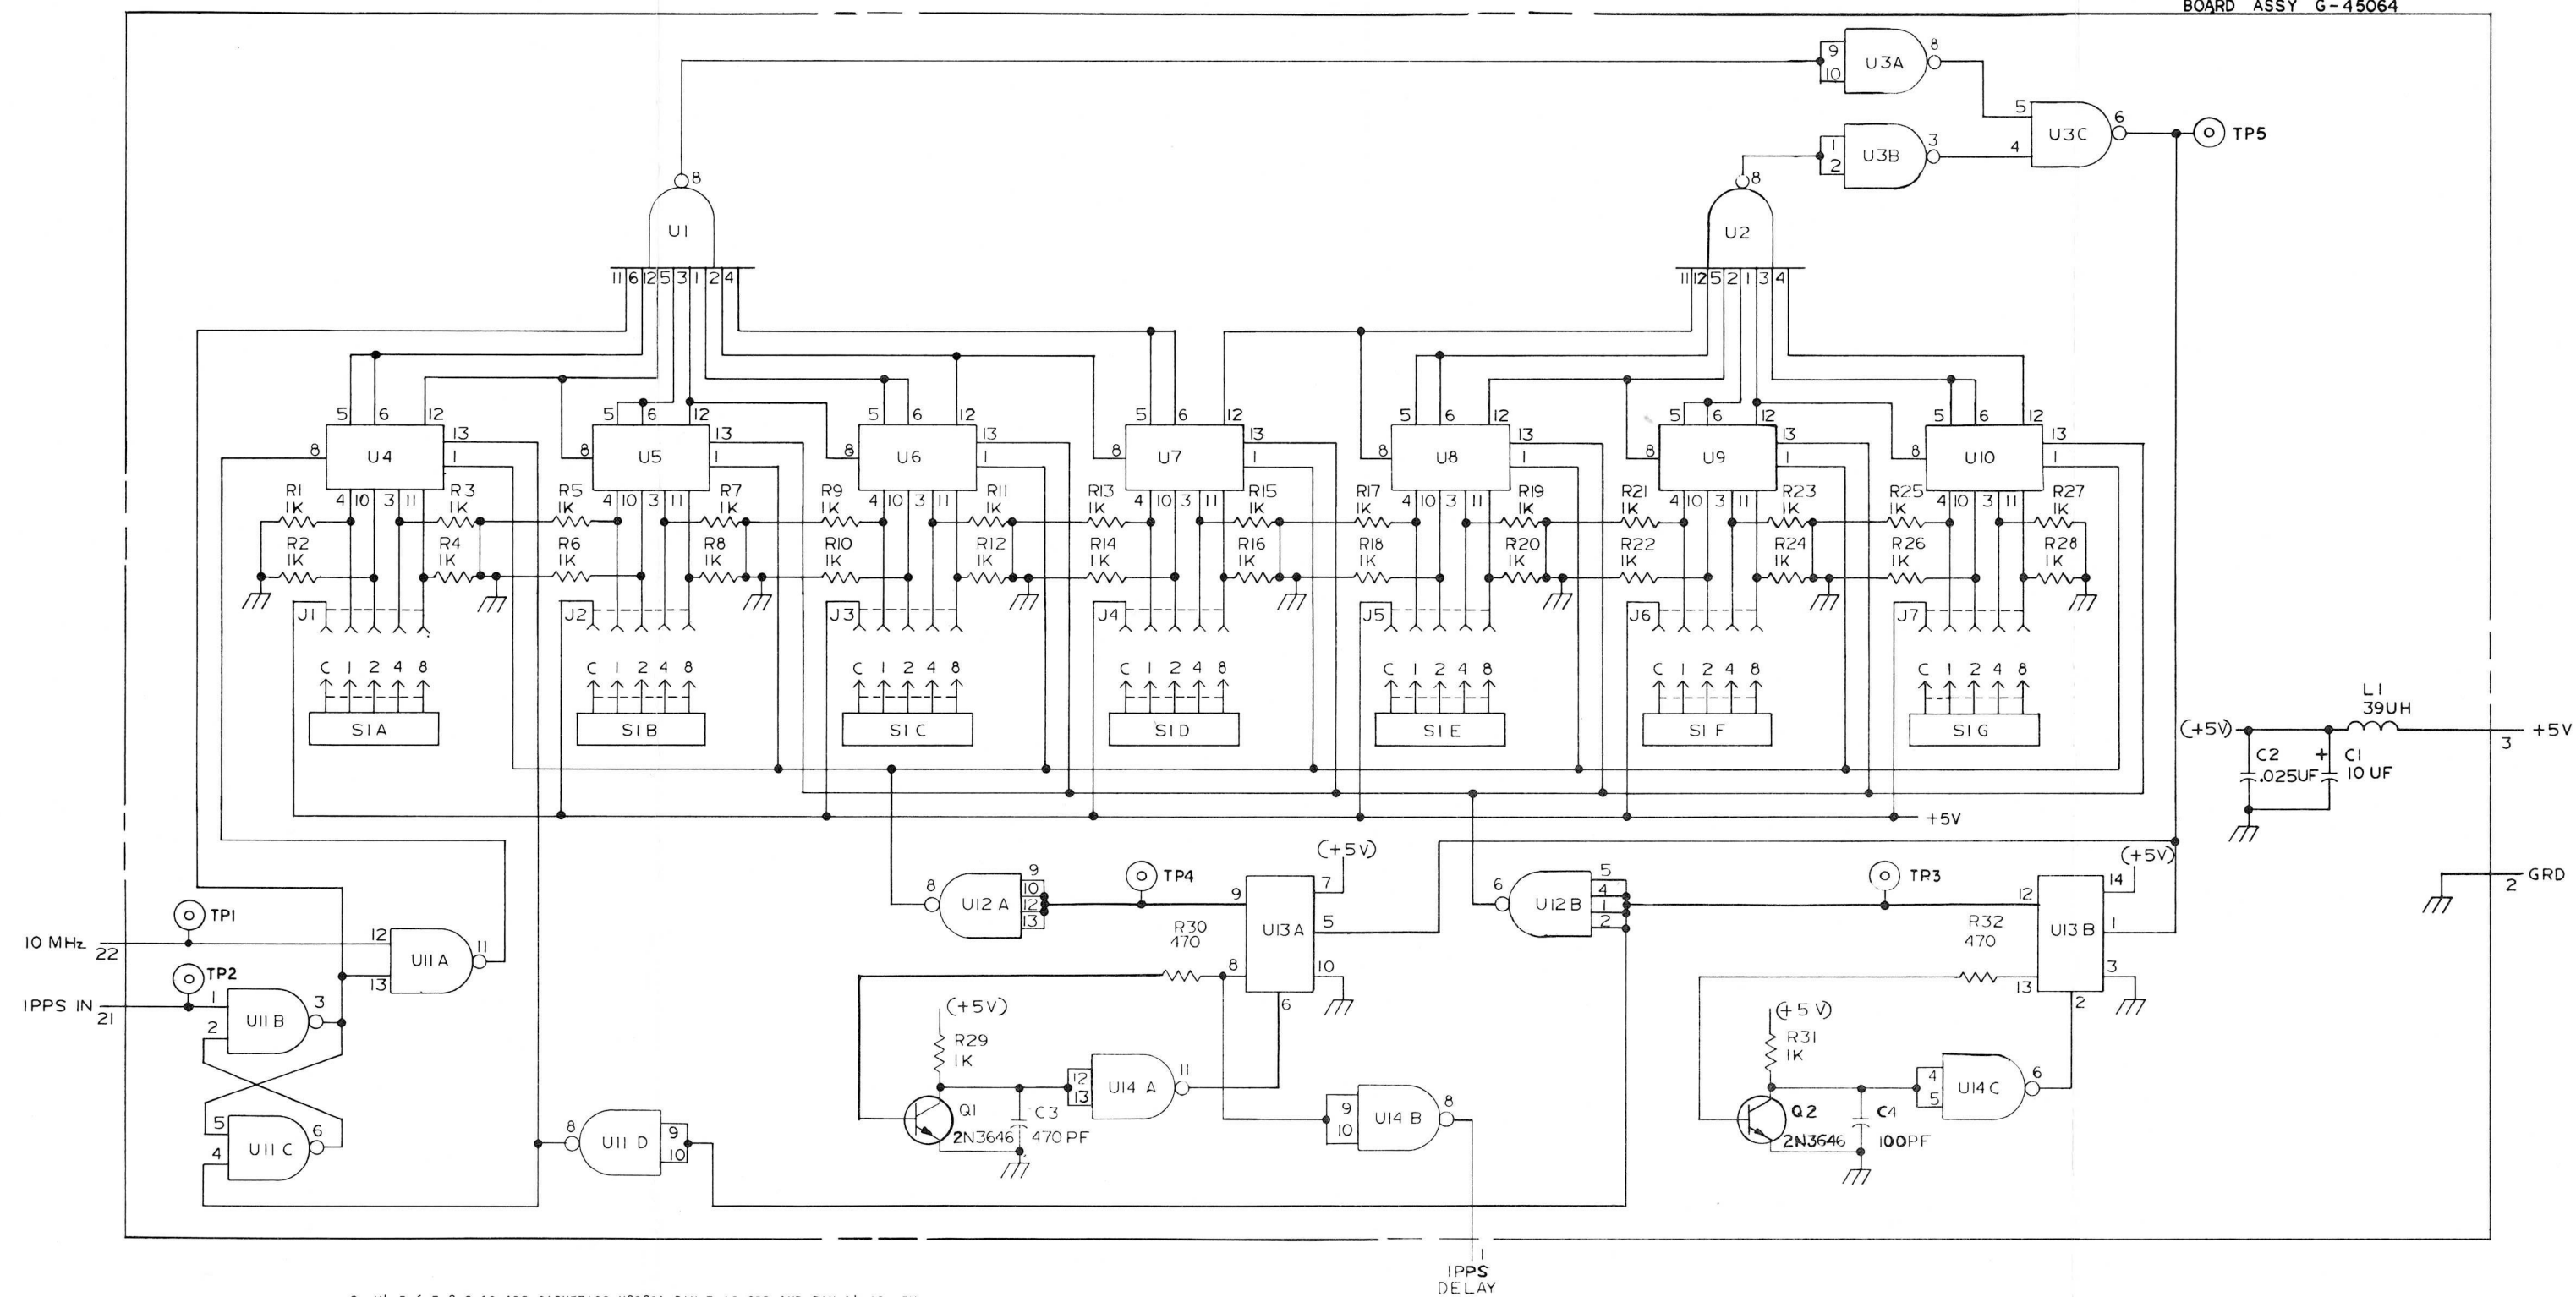 BOARD ASSY G-45064
9
10
U3A
8
5
4
U3C
6
TP5
1
2
U3B
3
8
U1
11 6 12 5 3 1 2 4
8
U2
11 12 5 2 1 3 4
5 6 12
13
1
8
U4
4 10 3 11
5 6 12
13
1
8
U5
4 10 3 11
5 6 12
13
1
8
U6
4 10 3 11
5 6 12
13
1
8
U7
4 10 3 11
5 6 12
13
1
8
U8
4 10 3 11
5 6 12
13
1
8
U9
4 10 3 11
5 6 12
13
1
8
U10
4 10 3 11
R1
1K
R3
1K
R5
1K
R7
1K
R9
1K
R11
1K
R13
1K
R15
1K
R17
1K
R19
1K
R21
1K
R23
1K
R25
1K
R27
1K
R2
1K
R4
1K
R6
1K
R8
1K
R10
1K
R12
1K
R14
1K
R16
1K
R18
1K
R20
1K
R22
1K
R24
1K
R26
1K
R28
1K
J1
J2
J3
J4
J5
J6
J7
C 1 2 4 8
C 1 2 4 8
C 1 2 4 8
C 1 2 4 8
C 1 2 4 8
C 1 2 4 8
C 1 2 4 8
S1A
S1B
S1C
S1D
S1E
S1F
S1G
L1
39UH
(+5V)
3
+5V
C2
.025UF
+
C1
10 UF
+5V
2
GRD
10 MHz
22
TP1
12
13
U11A
11
1PPS IN
21
TP2
1
2
U11B
3
5
4
U11C
6
8
U11D
9
10
8
U12A
9
10
12
13
TP4
9
(+5V)
7
U13A
5
10
8
6
R30
470
(+5V)
R29
1K
Q1
2N3646
C3
470PF
12
13
U14A
11
9
10
U14B
8
1
1PPS
DELAY
6
U12B
5
4
1
2
TP3
12
(+5V)
14
U13B
1
3
13
2
R32
470
(+5V)
R31
1K
Q2
2N3646
C4
100PF
4
5
U14C
6